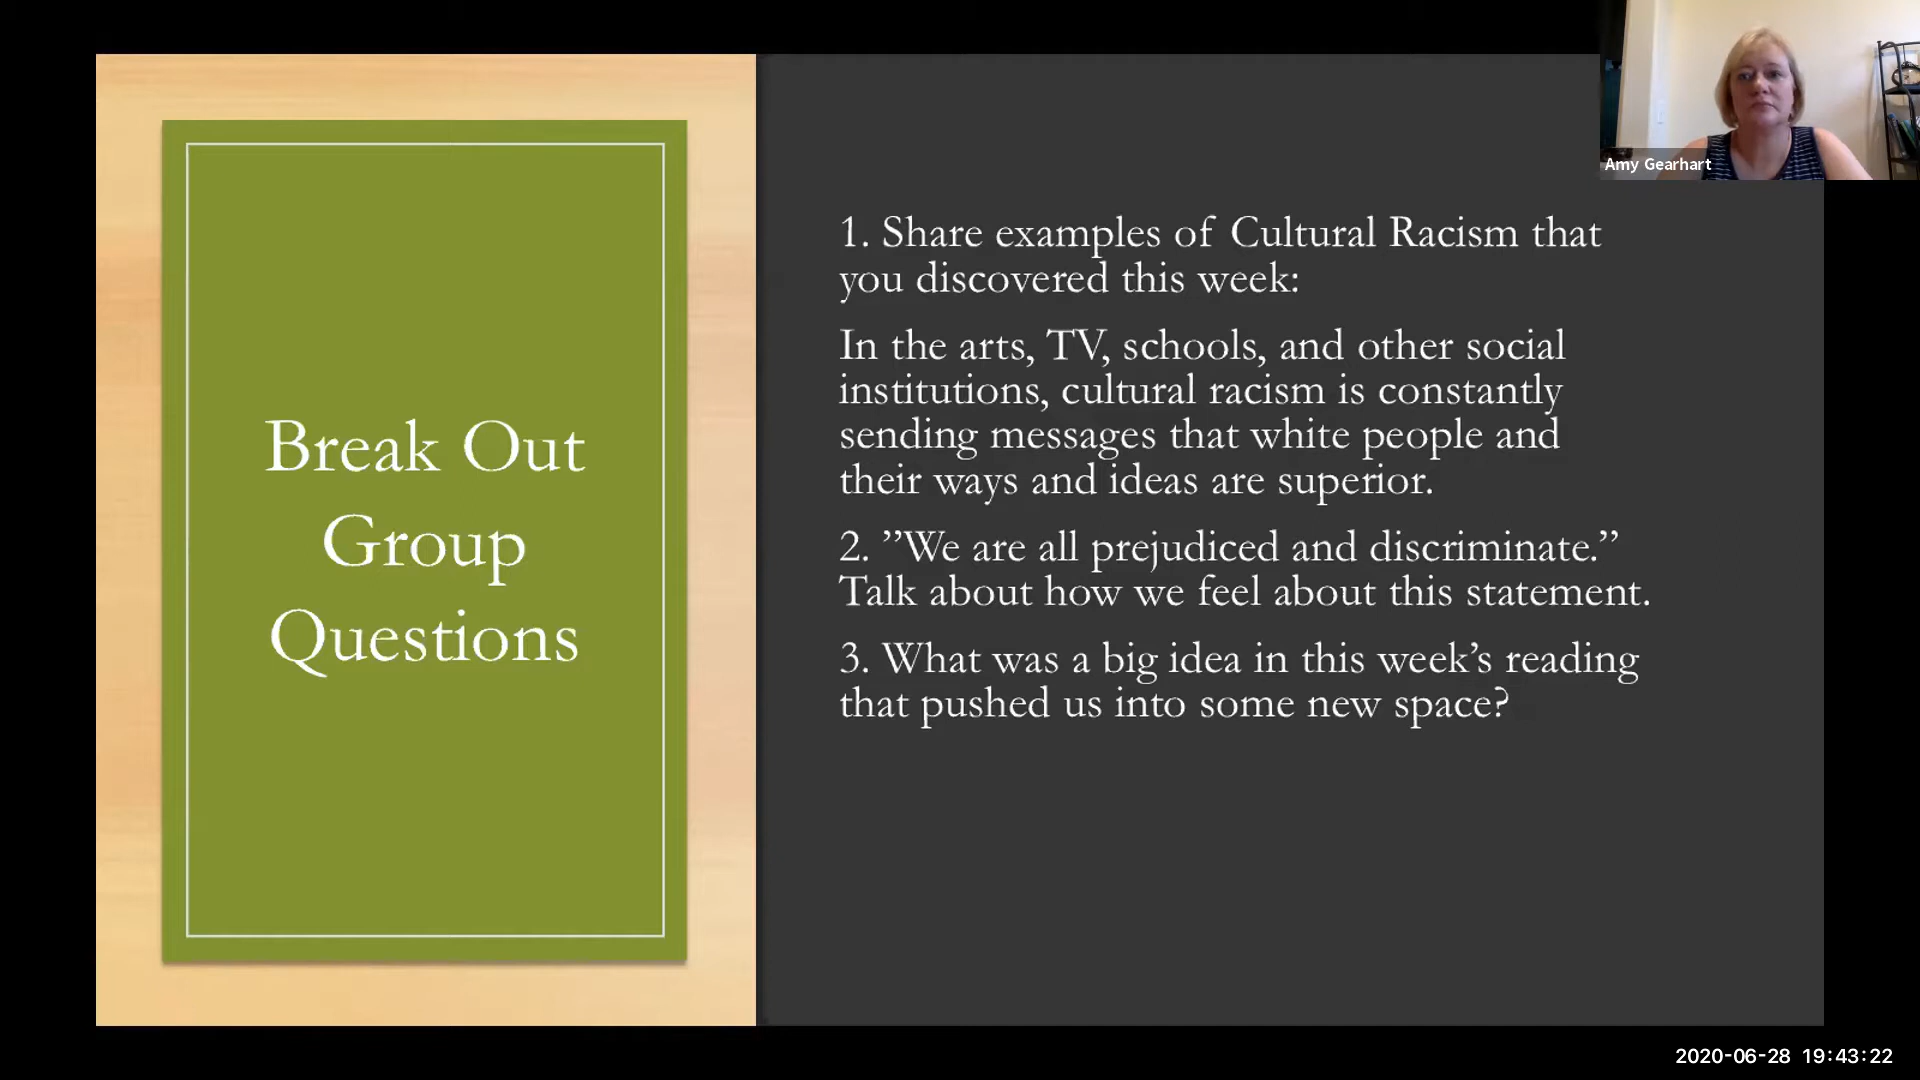 Amy Gearhart
Break Out
Group
Questions
1. Share examples of Cultural Racism that
you discovered this week:
In the arts, TV, schools, and other social
institutions, cultural racism is constantly
sending messages that white people and
their ways and ideas are superior.
2. ”We are all prejudiced and discriminate.”
Talk about how we feel about this statement.
3. What was a big idea in this week’s reading
that pushed us into some new space?
2020-06-28 19:43:22